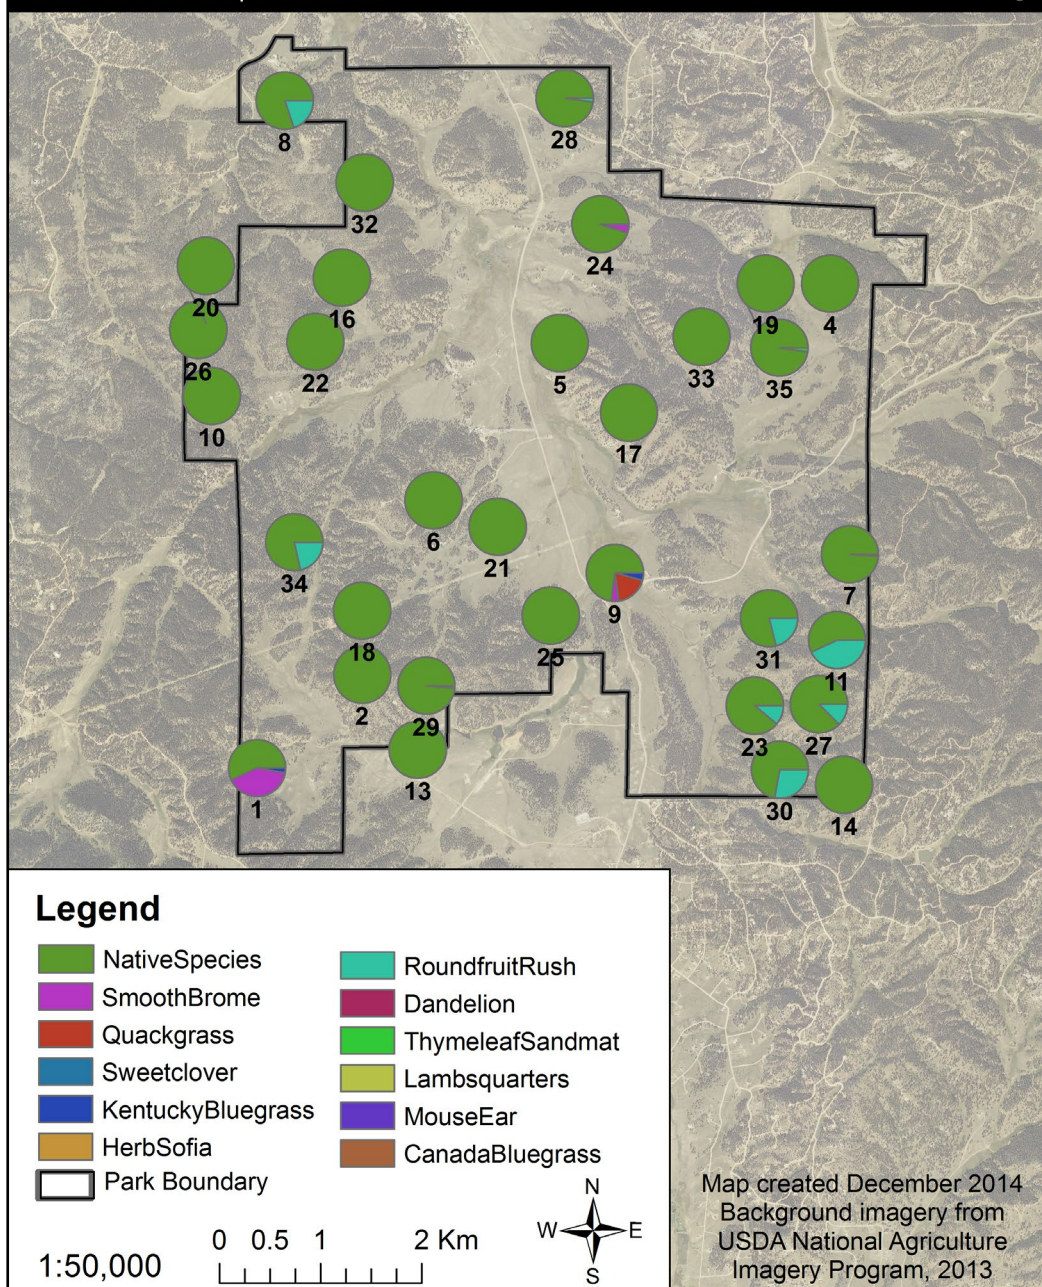 8
28
32
24
20
16
19
4
26
22
5
33
35
10
17
6
21
34
9
7
18
25
31
11
2
29
23
27
1
13
30
14
Legend
NativeSpecies
SmoothBrome
Quackgrass
Sweetclover
KentuckyBluegrass
HerbSofia
Park Boundary
RoundfruitRush
Dandelion
ThymeleafSandmat
Lambsquarters
MouseEar
CanadaBluegrass
1:50,000
0 0.5 1 2 Km
N
W E
S
Map created December 2014
Background imagery from
USDA National Agriculture
Imagery Program, 2013